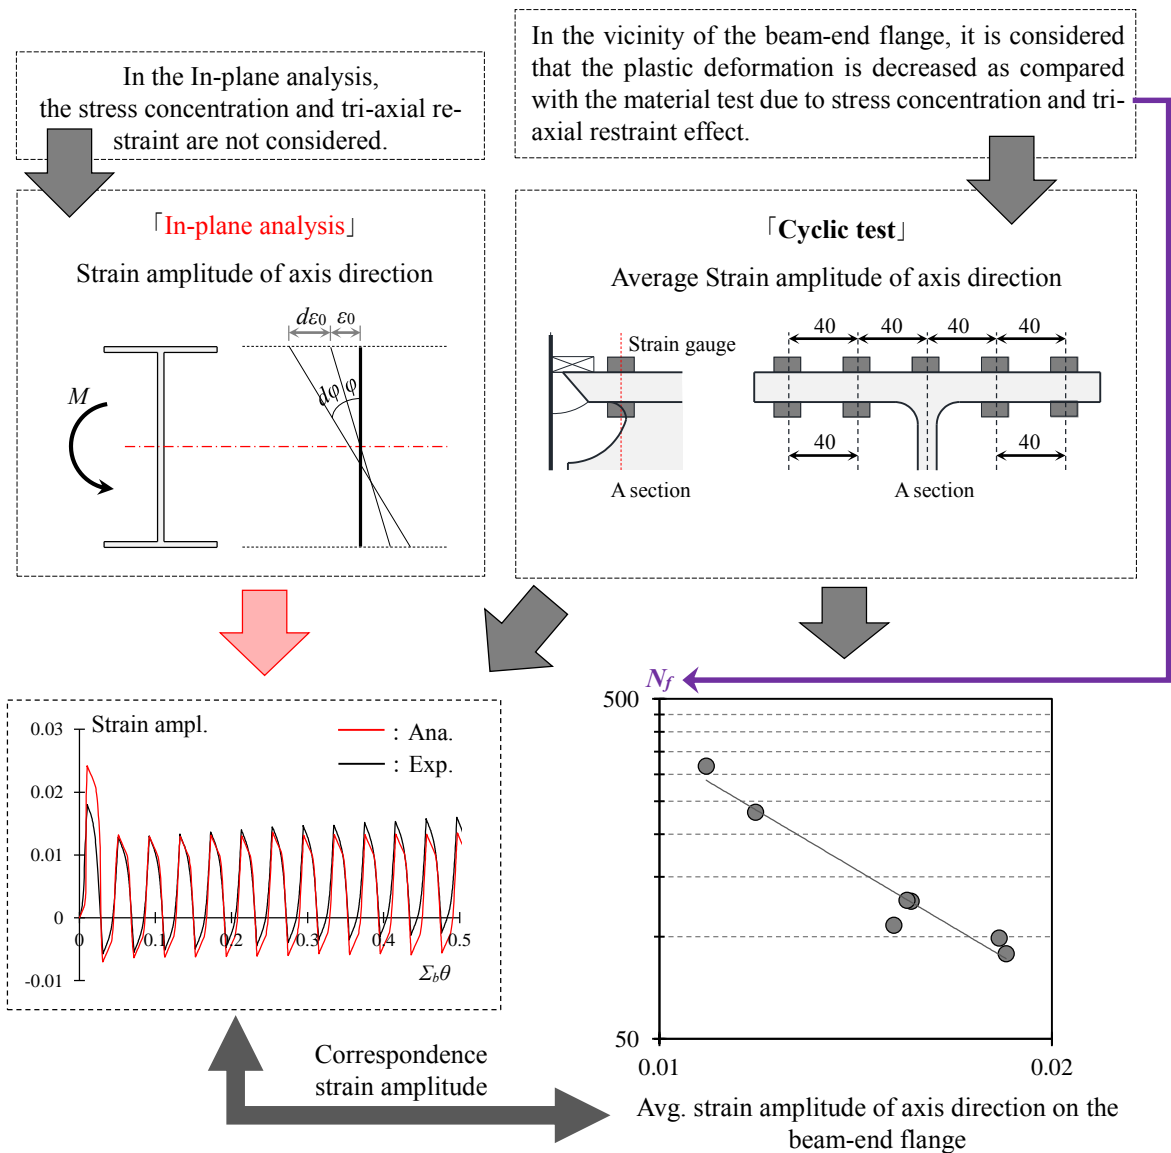 In the In-plane analysis,
the stress concentration and tri-axial re-
straint are not considered.
In the vicinity of the beam-end flange, it is considered
that the plastic deformation is decreased as compared
with the material test due to stress concentration and tri-
axial restraint effect.
「In-plane analysis」
Strain amplitude of axis direction
dε0 ε0
dφ φ
M
「Cyclic test」
Average Strain amplitude of axis direction
40 40 40 40
Strain gauge
40 40
A section A section
Strain ampl.
: Ana.
: Exp.
0.03
0.02
0.01
0
-0.01
0 0.1 0.2 0.3 0.4 0.5
Σbθ
Nf
500
50
0.01 0.02
Avg. strain amplitude of axis direction on the
beam-end flange
Correspondence
strain amplitude